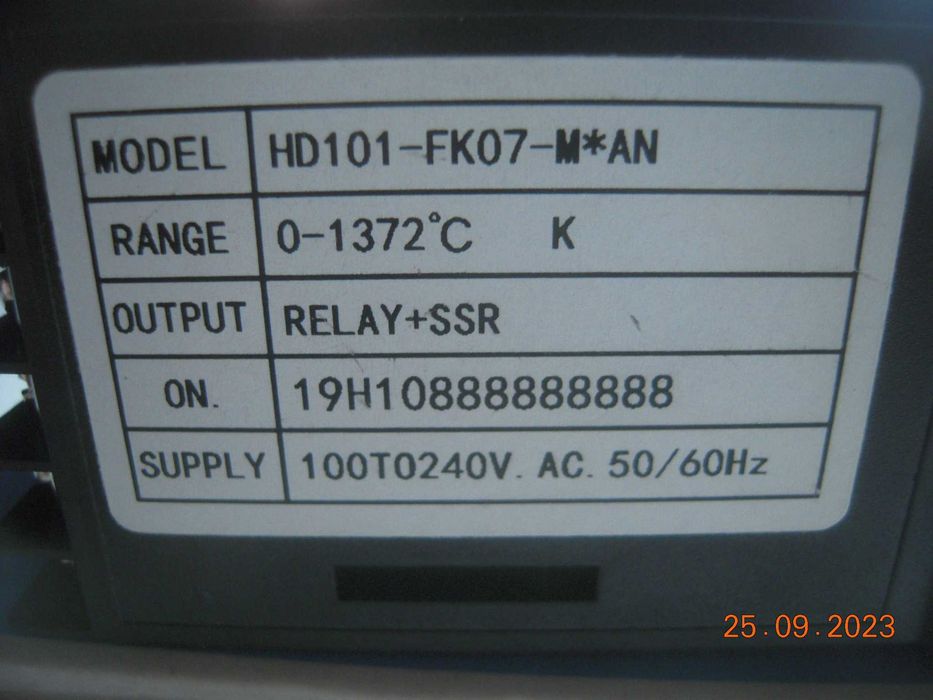 MODEL HD101-FK07-M*AN
RANGE 0-1372°C K
OUTPUT RELAY+SSR
ON. 19H10888888888
SUPPLY 100TO240V. AC. 50/60Hz
25.09.2023